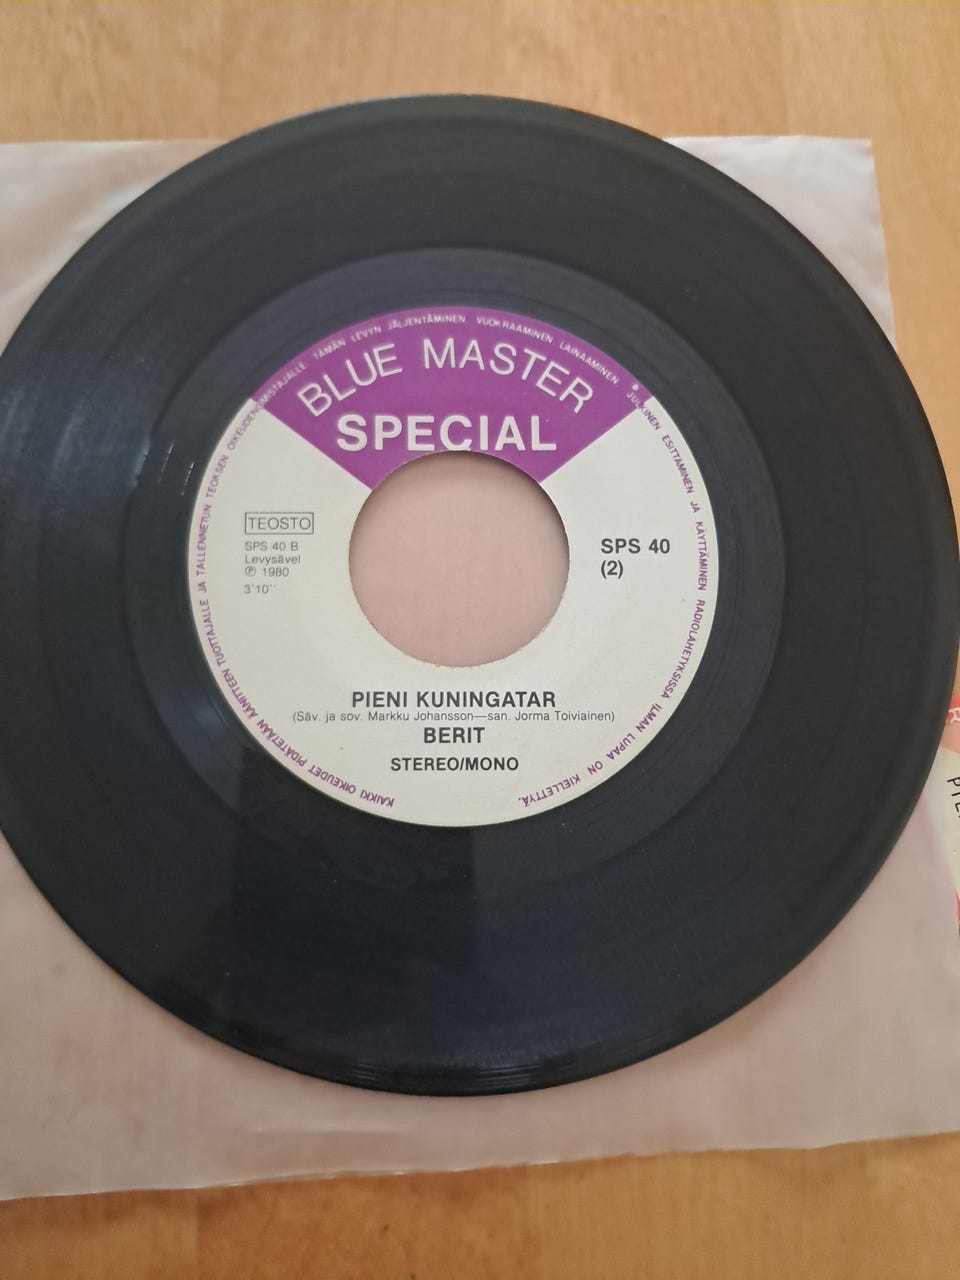 KAIKKI OIKEUDET PIDÄTETÄÄN ÄÄNITTEEN TUOTTAJALLE JA TALLENNETUN TEOKSEN OIKEUDENOMISTAJALLE TÄMÄN LEVYN JÄLJENTÄMINEN, VUOKRAAMINEN LAINAAMINEN, JULKINEN ESITTÄMINEN JA KÄYTTÄMINEN RADIOLÄHETYKSISSÄ ILMAN LUPAA ON KIELLETTYÄ.
BLUE MASTER
SPECIAL
TEOSTO
SPS 40 B
Levysävel
℗ 1980
3'10''
SPS 40
(2)
PIENI KUNINGATAR
(Säv. ja sov. Markku Johansson—san. Jorma Toiviainen)
BERIT
STEREO/MONO